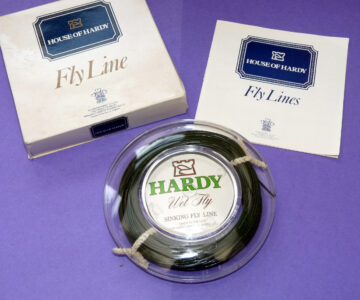 HOUSE OF HARDY
Fly Line
HOUSE OF HARDY
Fly Lines
HARDY
Wet Fly
SINKING FLY LINE